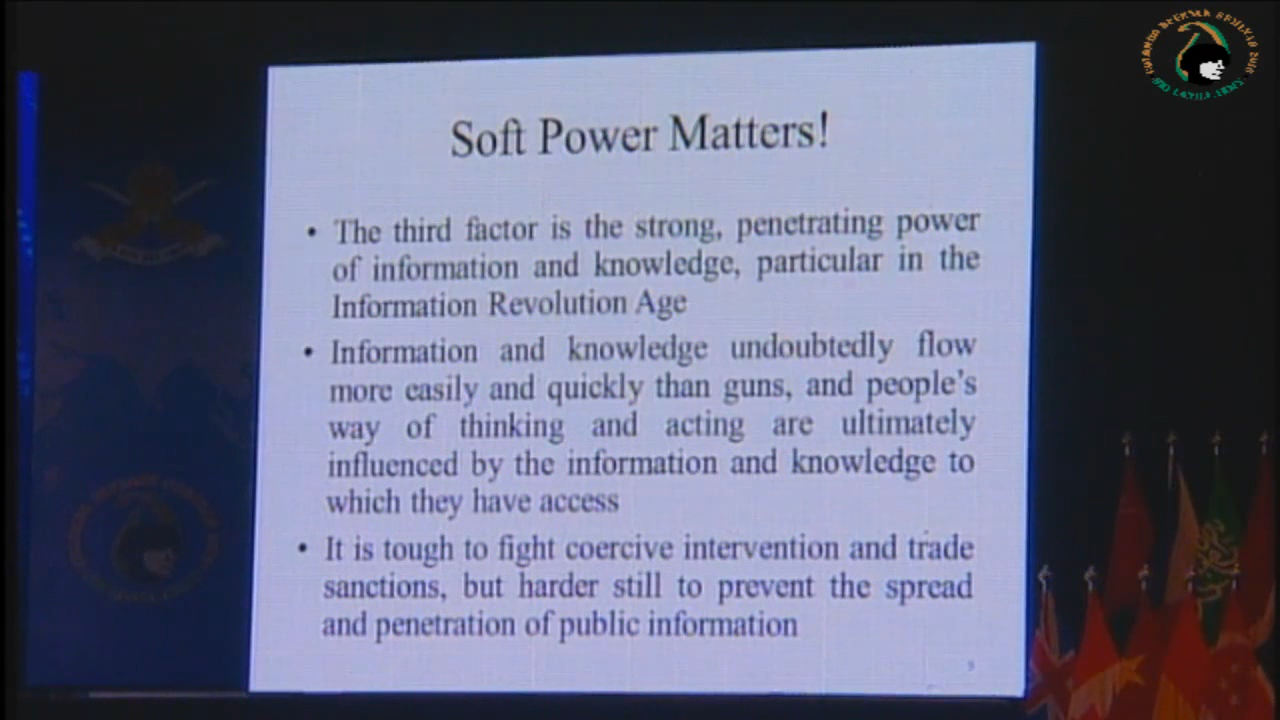 Soft Power Matters!
• The third factor is the strong, penetrating power
of information and knowledge, particular in the
Information Revolution Age
• Information and knowledge undoubtedly flow
more easily and quickly than guns, and people's
way of thinking and acting are ultimately
influenced by the information and knowledge to
which they have access
• It is tough to fight coercive intervention and trade
sanctions, but harder still to prevent the spread
and penetration of public information
9